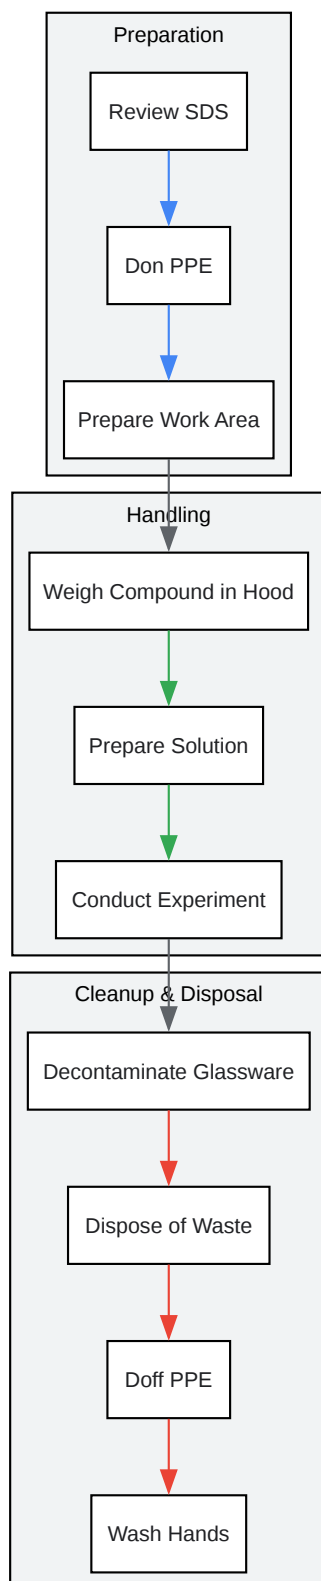 Preparation
Review SDS
Don PPE
Prepare Work Area
Handling
Weigh Compound in Hood
Prepare Solution
Conduct Experiment
Cleanup & Disposal
Decontaminate Glassware
Dispose of Waste
Doff PPE
Wash Hands